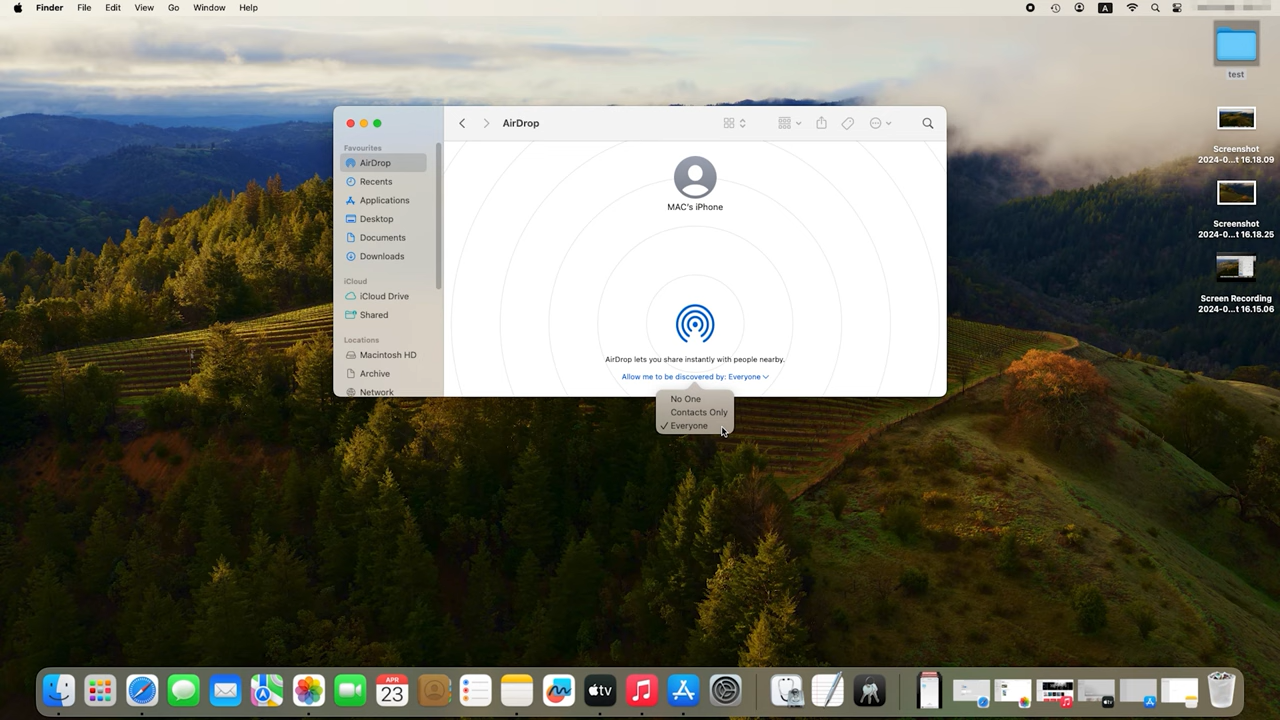 Finder File Edit View Go Window Help
A
test
Screenshot
2024-0...t 16.18.09
Screenshot
2024-0...t 16.18.25
Screen Recording
2024-0...t 16.15.06
AirDrop
Favourites
AirDrop
Recents
Applications
Desktop
Documents
Downloads
iCloud
iCloud Drive
Shared
Locations
Macintosh HD
Archive
Network
MAC's iPhone
AirDrop lets you share instantly with people nearby.
Allow me to be discovered by: Everyone
No One
Contacts Only
✓ Everyone
APR
23
tv